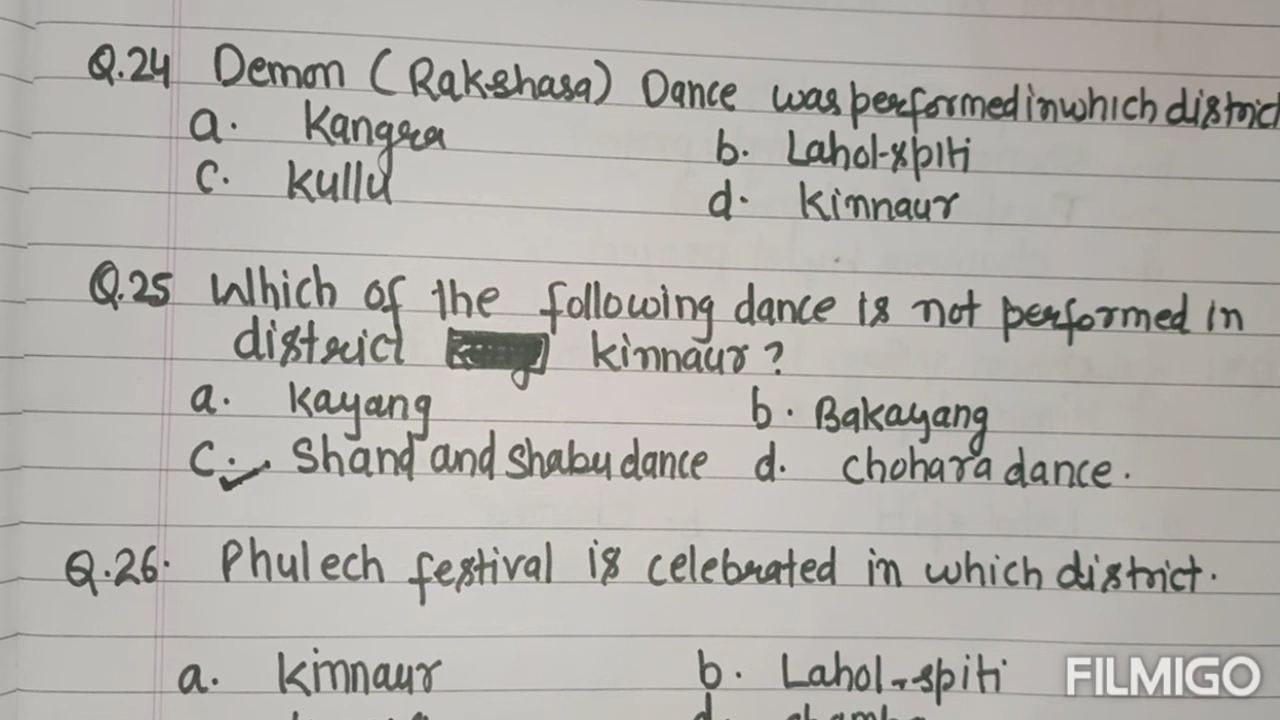 Q.24 Demon (Rakshasa) Dance was performed in which district
a. Kangra b. Lahol-spiti
c. kullu d. kinnaur
Q.25 Which of the following dance is not performed in
district kinnaur?
a. kayang b. Bakayang
c. Shand and shabu dance d. chohara dance.
Q.26. Phulech festival is celebrated in which district.
a. kinnaur b. Lahol-spiti
d. chamba
FILMIGO